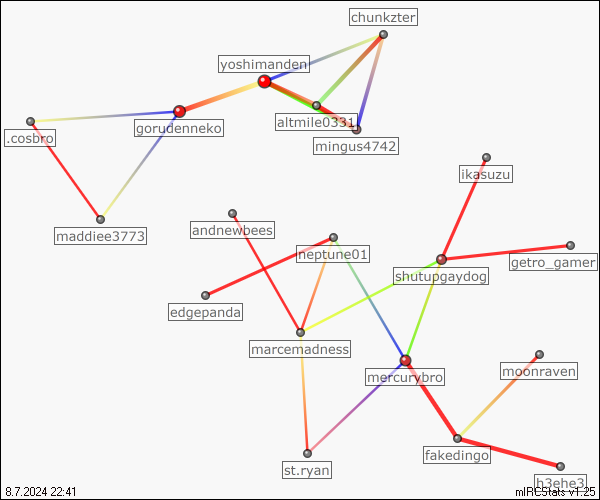 chunkzter
yoshimanden
altmile0331
gorudenneko
.cosbro
mingus4742
ikasuzu
andnewbees
maddiee3773
neptune01
getro_gamer
shutupgaydog
edgepanda
marcemadness
moonraven
mercurybro
fakedingo
st.ryan
h3ehe3
8.7.2024 22:41
mIRCStats v1.25